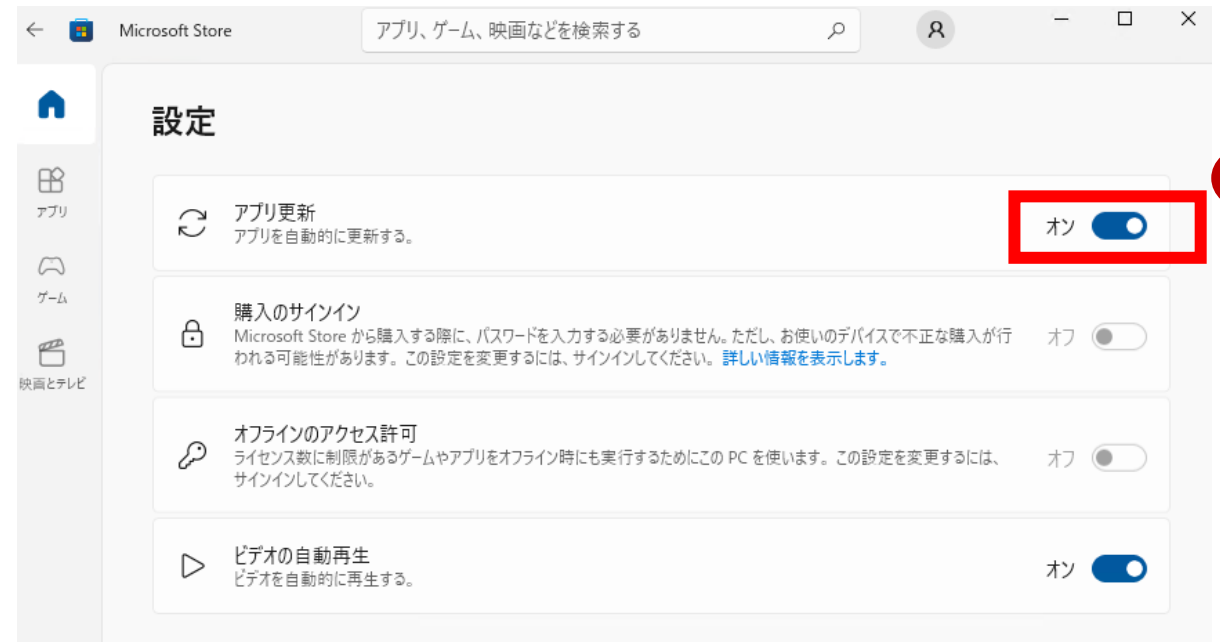 Microsoft Store
アプリ、ゲーム、映画などを検索する
設定
アプリ
ゲーム
映画とテレビ
アプリ更新
アプリを自動的に更新する。
オン
購入のサインイン
Microsoft Store から購入する際に、パスワードを入力する必要がありません。ただし、お使いのデバイスで不正な購入が行
われる可能性があります。この設定を変更するには、サインインしてください。詳しい情報を表示します。
オフ
オフラインのアクセス許可
ライセンス数に制限があるゲームやアプリをオフライン時にも実行するためにこの PC を使います。この設定を変更するには、
サインインしてください。
オフ
ビデオの自動再生
ビデオを自動的に再生する。
オン